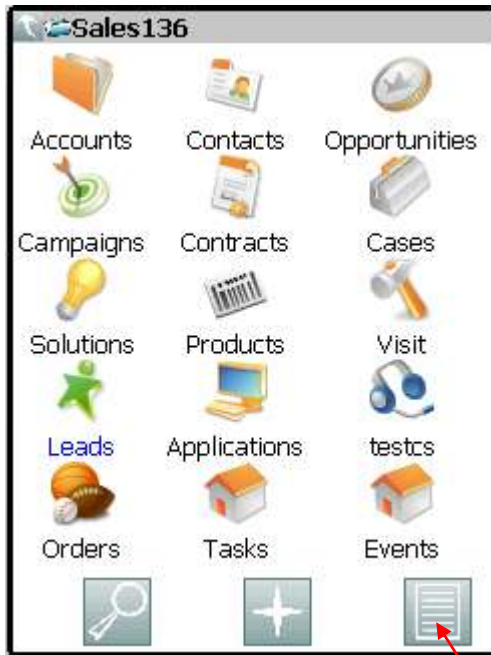 Sales136
Accounts Contacts Opportunities
Campaigns Contracts Cases
Solutions Products Visit
Leads Applications testcs
Orders Tasks Events